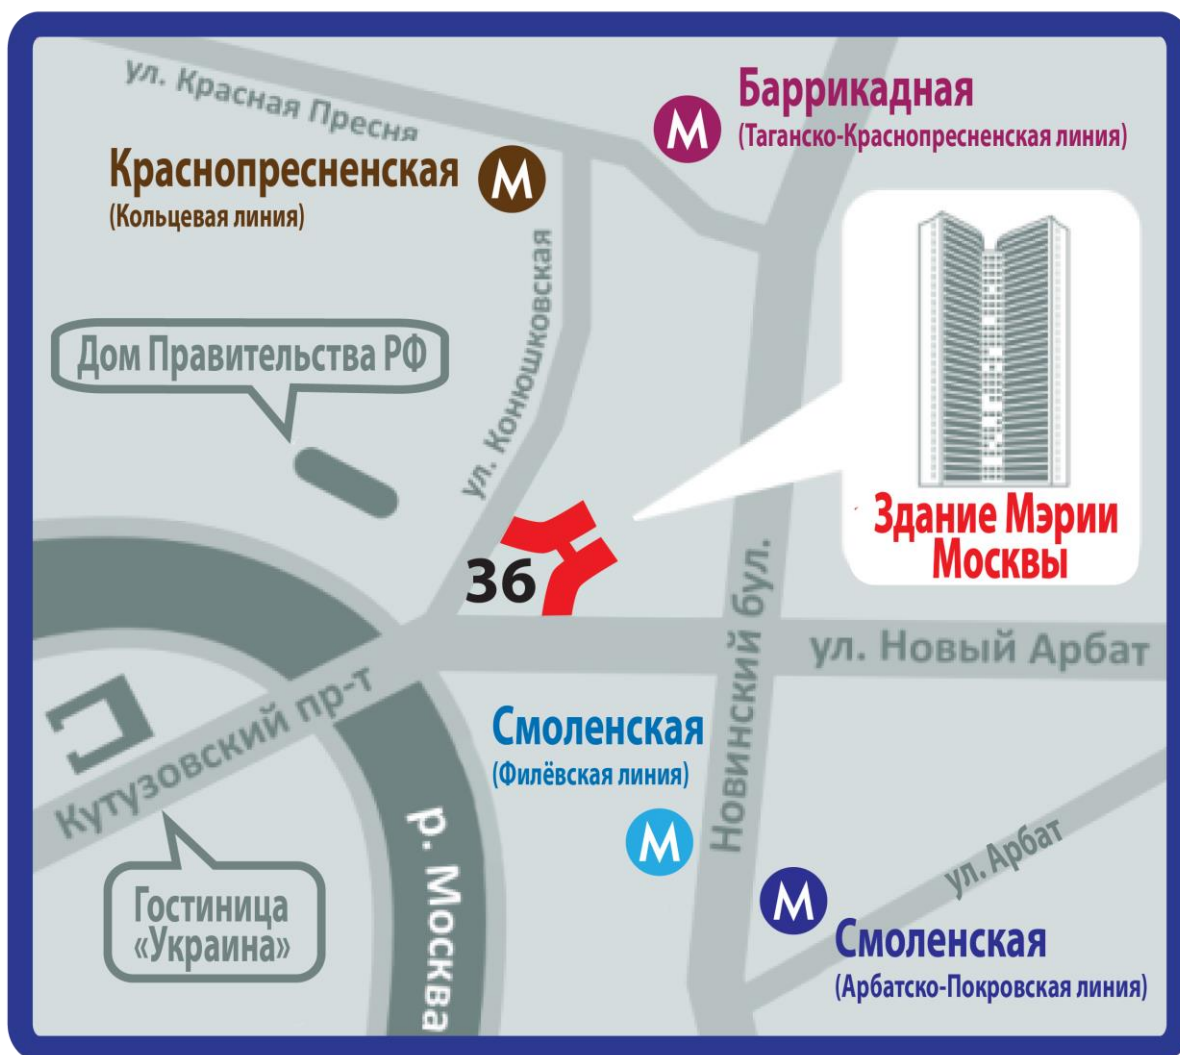 ул. Красная Пресня
М
Баррикадная
(Таганско-Краснопресненская линия)
Краснопресненская
(Кольцевая линия)
М
ул. Конюшковская
Дом Правительства РФ
Здание Мэрии
Москвы
36
Новинский бул.
ул. Новый Арбат
Кутузовский пр-т
Смоленская
(Филёвская линия)
М
р. Москва
Гостиница
«Украина»
ул. Арбат
М
Смоленская
(Арбатско-Покровская линия)